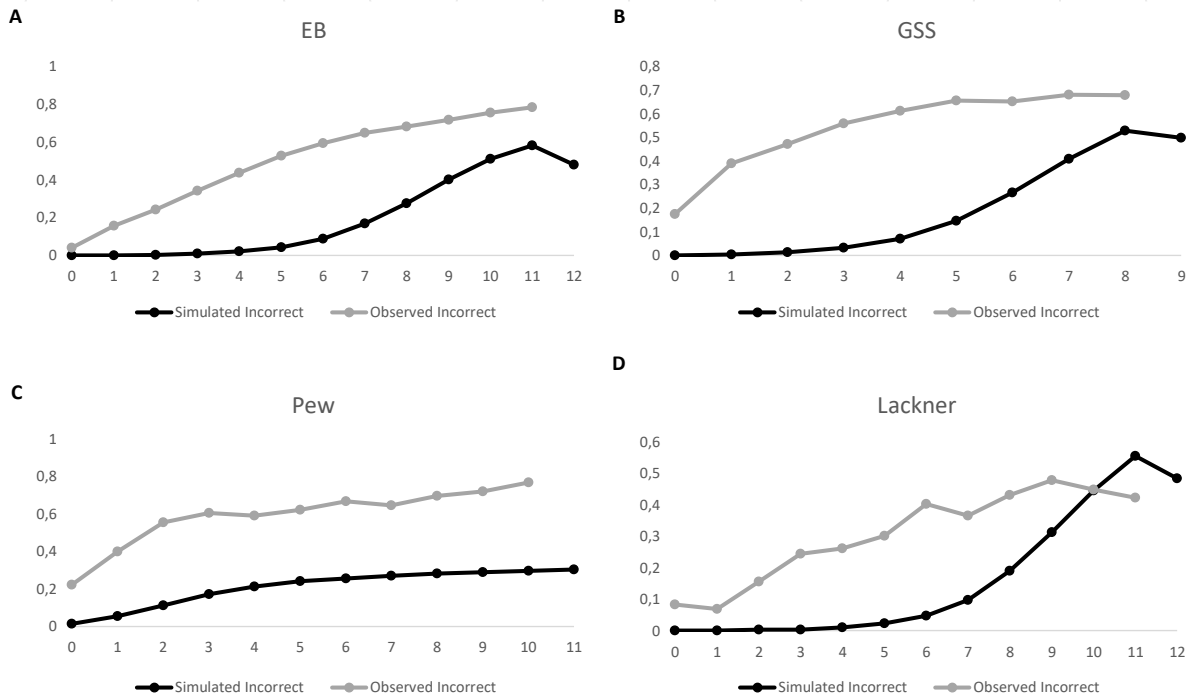 A
EB
1
0,8
0,6
0,4
0,2
0
0 1 2 3 4 5 6 7 8 9 10 11 12
Simulated Incorrect Observed Incorrect
B
GSS
0,8
0,7
0,6
0,5
0,4
0,3
0,2
0,1
0
0 1 2 3 4 5 6 7 8 9
Simulated Incorrect Observed Incorrect
C
Pew
1
0,8
0,6
0,4
0,2
0
0 1 2 3 4 5 6 7 8 9 10 11
Simulated Incorrect Observed Incorrect
D
Lackner
0,6
0,5
0,4
0,3
0,2
0,1
0
0 1 2 3 4 5 6 7 8 9 10 11 12
Simulated Incorrect Observed Incorrect